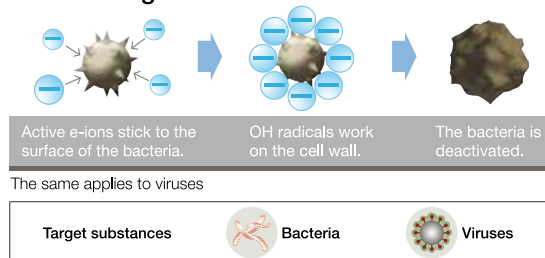 Active e-ions stick to the
surface of the bacteria.
OH radicals work
on the cell wall.
The bacteria is
deactivated.
The same applies to viruses
Target substances
Bacteria
Viruses